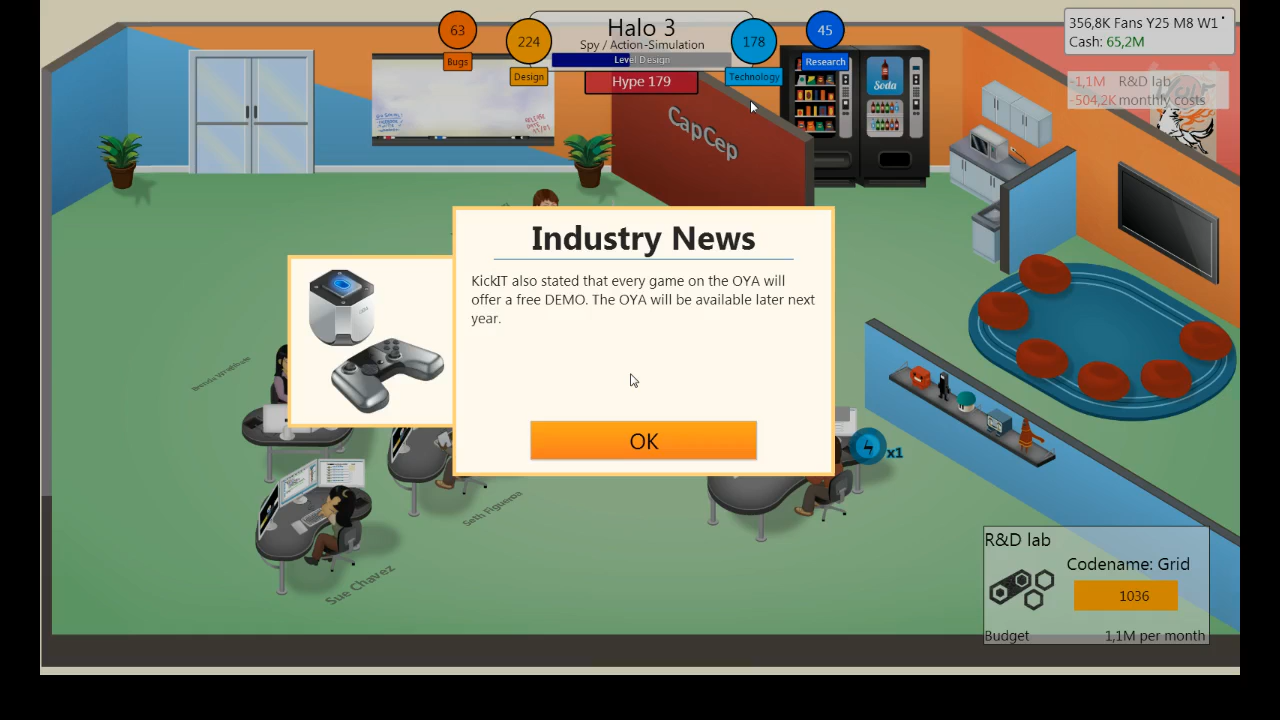 63
Bugs
224
Design
Halo 3
Spy / Action-Simulation
Level Design
Hype 179
178
Technology
45
Research
356,8K Fans Y25 M8 W1
Cash: 65,2M
-1,1M R&D lab
-504,2K monthly costs
Soda
CapCep
Industry News
KickIT also stated that every game on the OYA will
offer a free DEMO. The OYA will be available later next
year.
OK
x1
Seth Figueroa
Sue Chavez
R&D lab
Codename: Grid
1036
Budget 1,1M per month